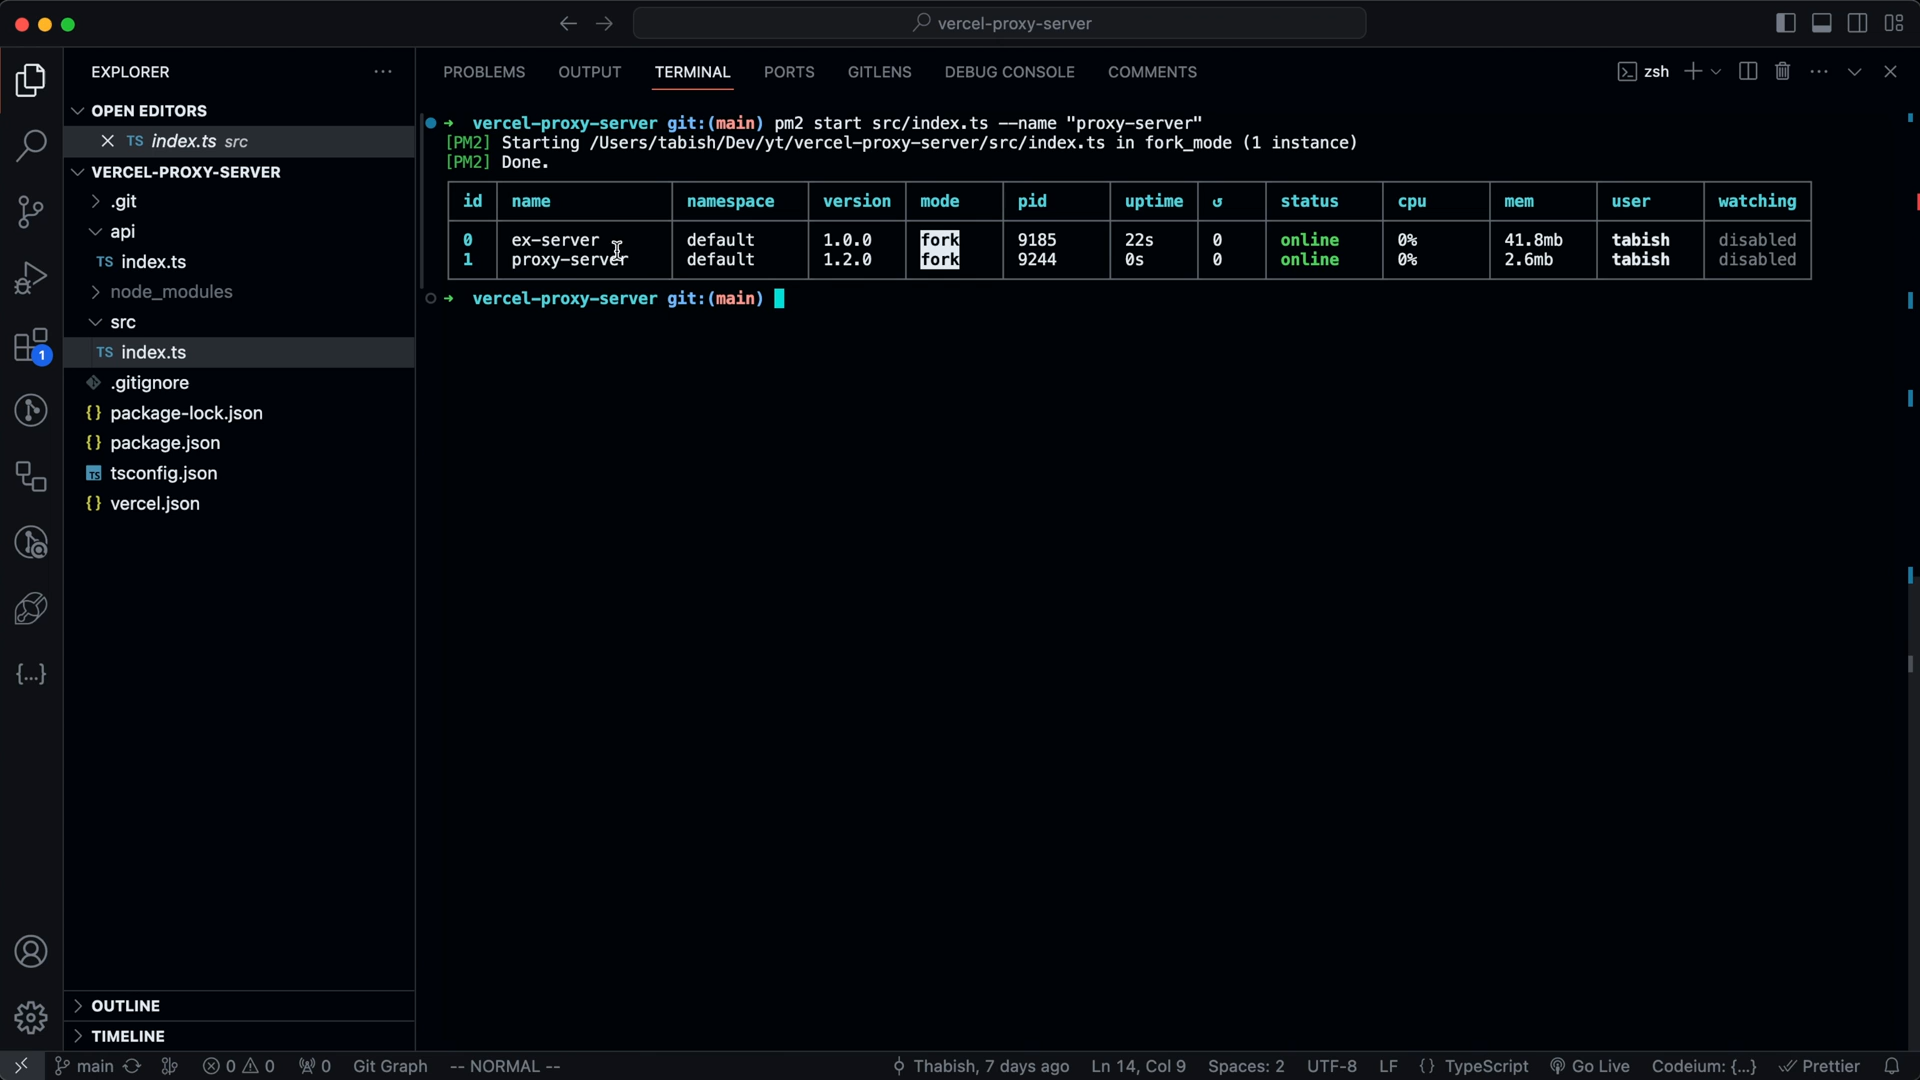 vercel-proxy-server
EXPLORER
OPEN EDITORS
TS index.ts src
VERCEL-PROXY-SERVER
.git
api
TS index.ts
node_modules
src
TS index.ts
.gitignore
{} package-lock.json
{} package.json
TS tsconfig.json
{} vercel.json
OUTLINE
TIMELINE
1
{...}
PROBLEMS OUTPUT TERMINAL PORTS GITLENS DEBUG CONSOLE COMMENTS
zsh
→ vercel-proxy-server git:(main) pm2 start src/index.ts --name "proxy-server"
[PM2] Starting /Users/tabish/Dev/yt/vercel-proxy-server/src/index.ts in fork_mode (1 instance)
[PM2] Done.
id name namespace version mode pid uptime ↺ status cpu mem user watching
0 ex-server default 1.0.0 fork 9185 22s 0 online 0% 41.8mb tabish disabled
1 proxy-server default 1.2.0 fork 9244 0s 0 online 0% 2.6mb tabish disabled
→ vercel-proxy-server git:(main)
main 0 0 0 Git Graph -- NORMAL -- Thabish, 7 days ago Ln 14, Col 9 Spaces: 2 UTF-8 LF {} TypeScript Go Live Codeium: {...} Prettier